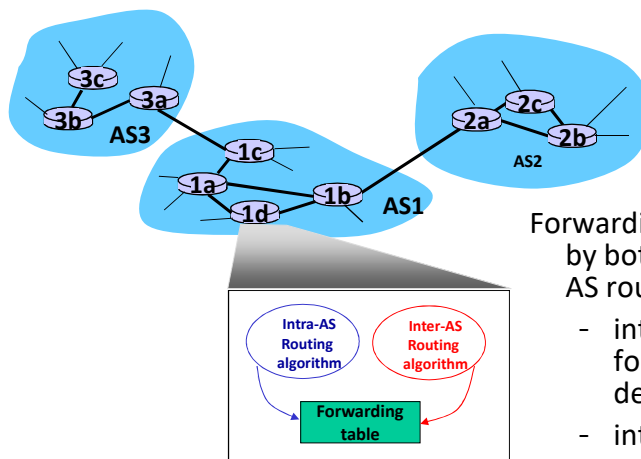 3c
3a
3b
AS3
2c
2a
2b
AS2
1c
1a
1b
1d
AS1
Forwarding
by bot
AS rou
- int
fo
de
- int
Intra-AS
Routing
algorithm
Inter-AS
Routing
algorithm
Forwarding
table